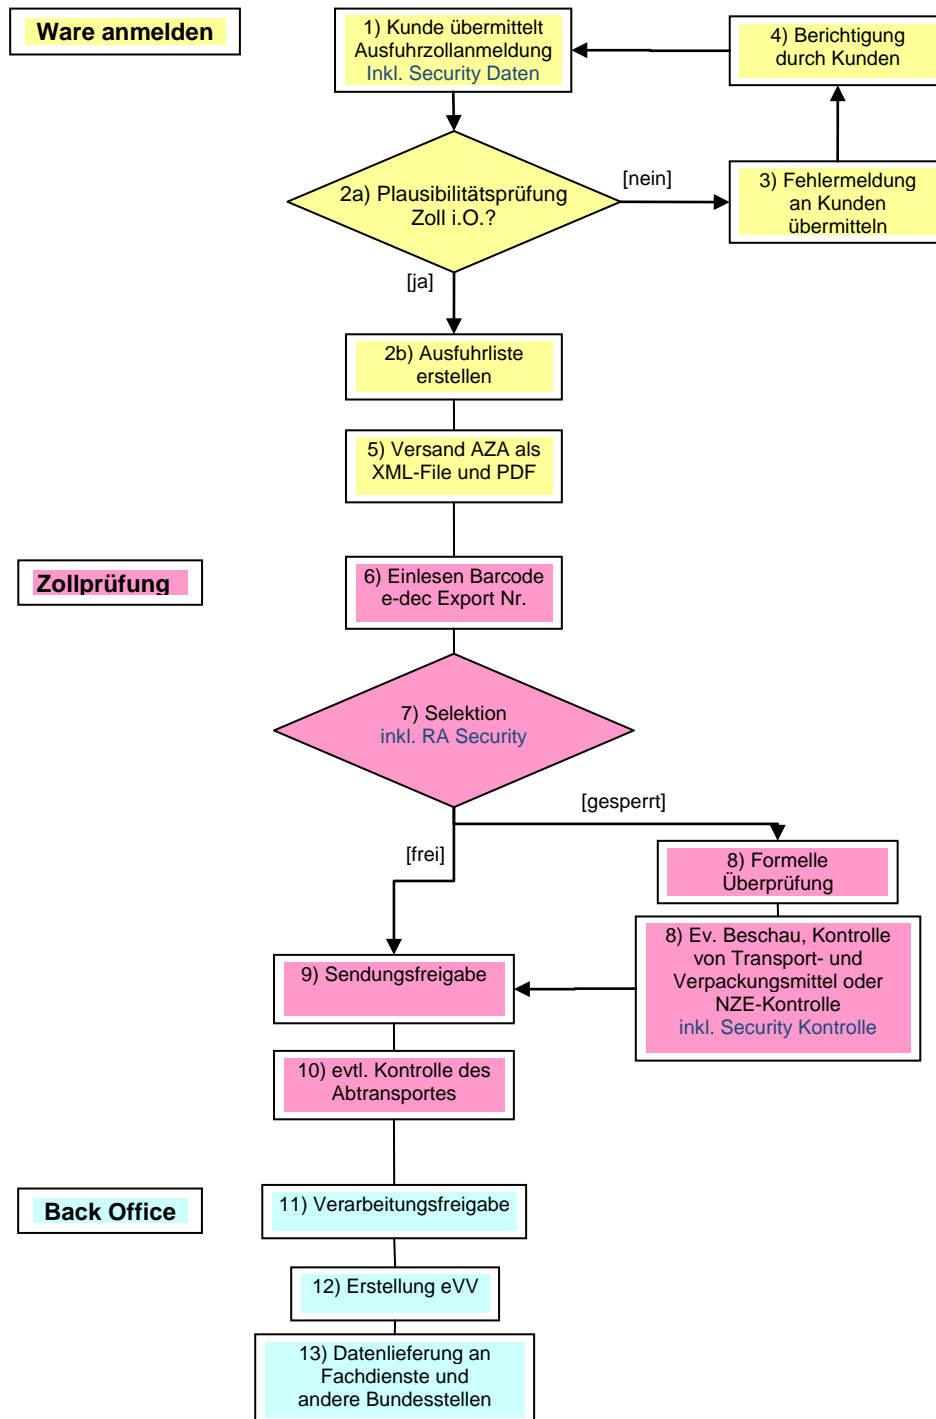 Ware anmelden
1) Kunde übermittelt
Ausfuhrzollanmeldung
Inkl. Security Daten
4) Berichtigung
durch Kunden
2a) Plausibilitätsprüfung
Zoll i.O.?
[nein]
3) Fehlermeldung
an Kunden
übermitteln
[ja]
2b) Ausfuhrliste
erstellen
5) Versand AZA als
XML-File und PDF
Zollprüfung
6) Einlesen Barcode
e-dec Export Nr.
7) Selektion
inkl. RA Security
[gesperrt]
[frei]
8) Formelle
Überprüfung
8) Ev. Beschau, Kontrolle
von Transport- und
Verpackungsmittel oder
NZE-Kontrolle
inkl. Security Kontrolle
9) Sendungsfreigabe
10) evtl. Kontrolle des
Abtransportes
Back Office
11) Verarbeitungsfreigabe
12) Erstellung eVV
13) Datenlieferung an
Fachdienste und
andere Bundesstellen